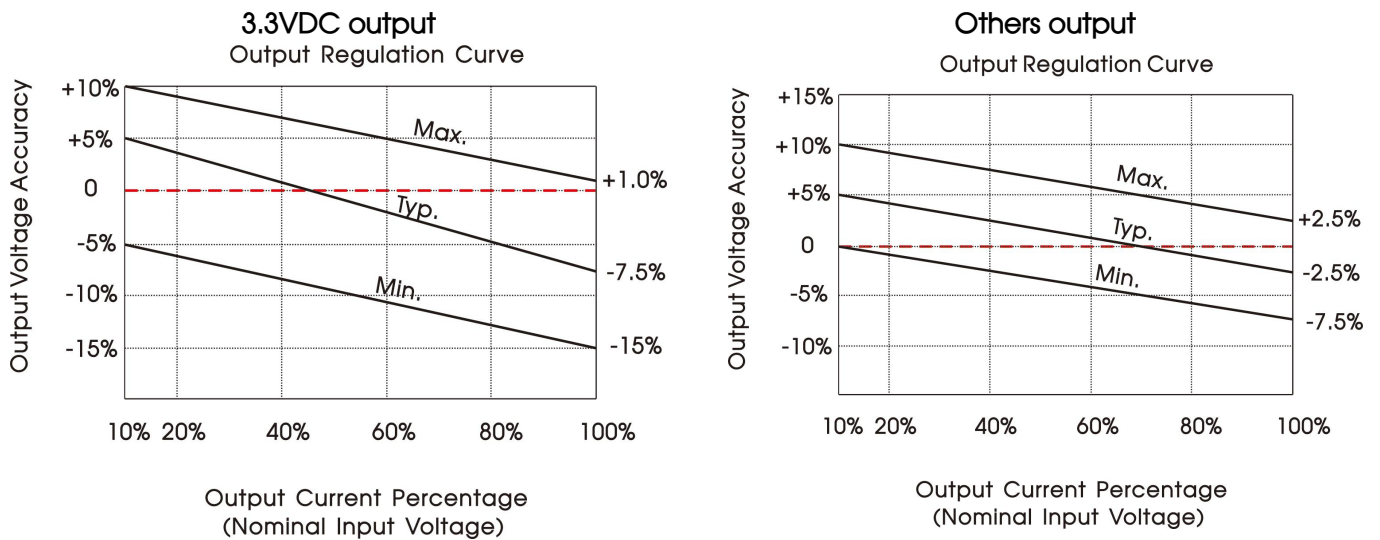 3.3VDC output
Output Regulation Curve
Output Voltage Accuracy
+10%
+5%
0
-5%
-10%
-15%
Max.
Typ.
Min.
+1.0%
-7.5%
-15%
10% 20% 40% 60% 80% 100%
Output Current Percentage
(Nominal Input Voltage)
Others output
Output Regulation Curve
Output Voltage Accuracy
+15%
+10%
+5%
0
-5%
-10%
Max.
Typ.
Min.
+2.5%
-2.5%
-7.5%
10% 20% 40% 60% 80% 100%
Output Current Percentage
(Nominal Input Voltage)